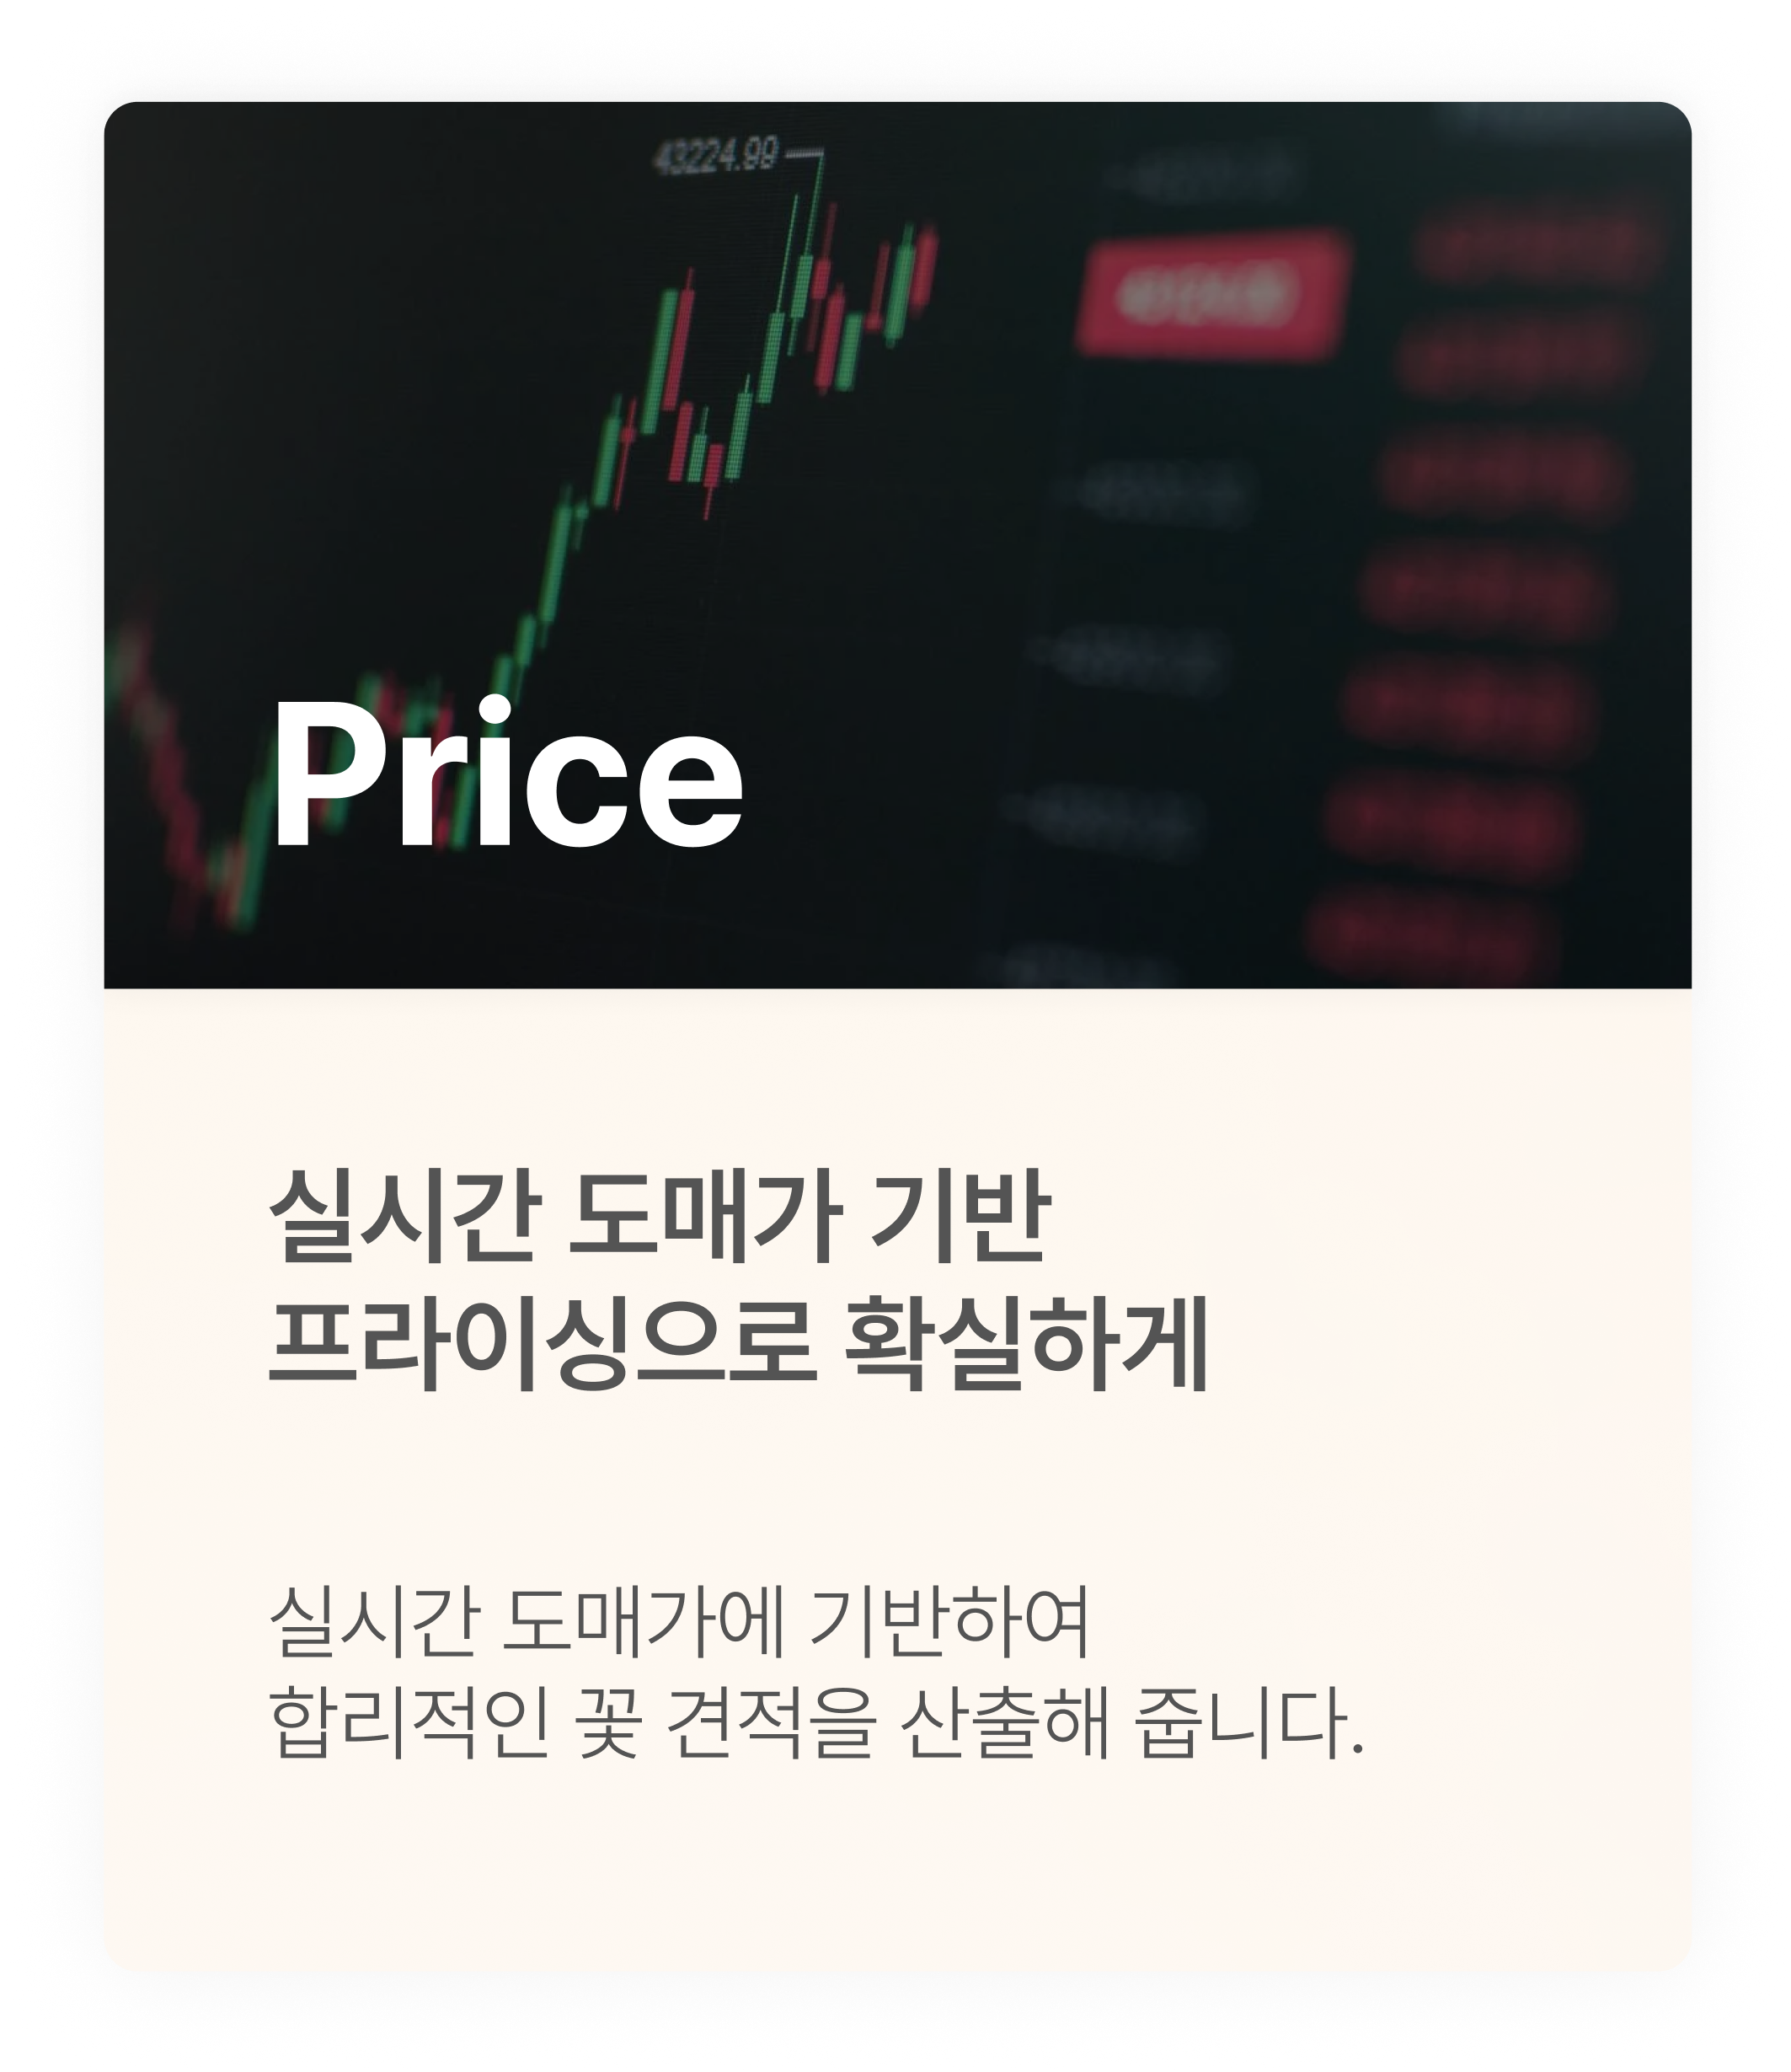 43224.99
Price
실시간 도매가 기반
프라이싱으로 확실하게
실시간 도매가에 기반하여
합리적인 꽃 견적을 산출해 줍니다.